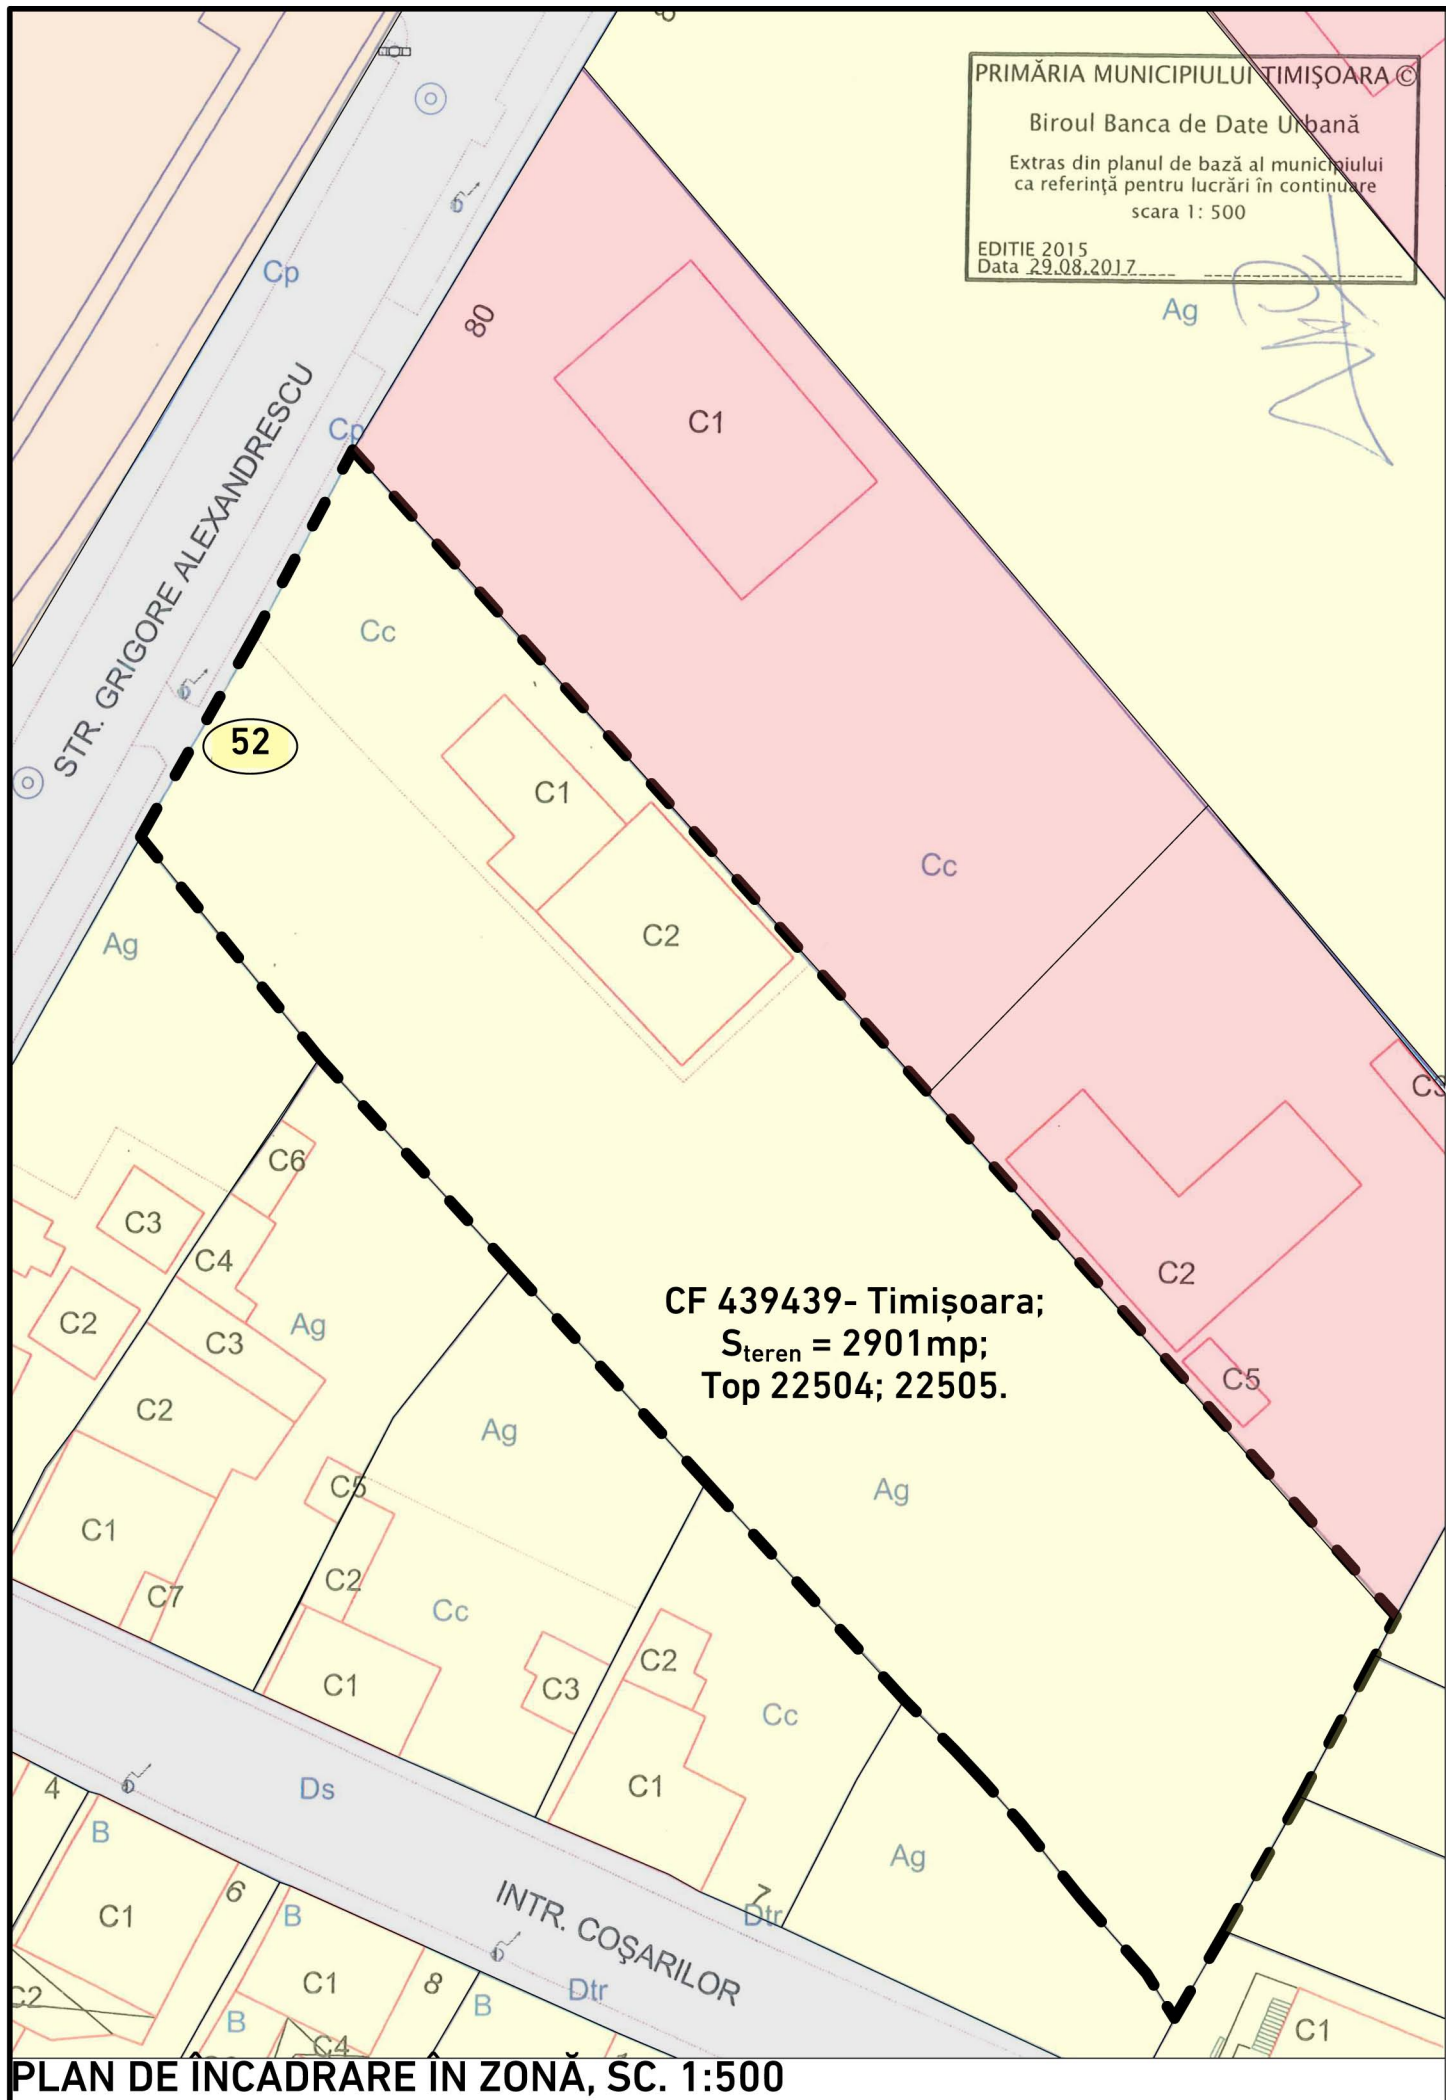 PRIMĂRIA MUNICIPIULUI TIMIŞOARA ©
Biroul Banca de Date Urbană
Extras din planul de bază al municipiului
ca referinţă pentru lucrări în continuare
scara 1: 500
EDITIE 2015
Data 29.08.2017
Cp
Ag
80
STR. GRIGORE ALEXANDRESCU
C1
Cp
Cc
52
C1
Cc
C2
Ag
C3
C6
C3
C4
C2
C2
C3
Ag
CF 439439- Timișoara;
Steren = 2901mp;
Top 22504; 22505.
C5
C2
Ag
Ag
C5
C1
C7
C2
Cc
C1
C3
C2
Cc
C1
4
Ds
B
Ag
7
Dtr
6
C1
B
INTR. COŞARILOR
C1
8
B
Dtr
C2
B
C4
C1
PLAN DE ÎNCADRARE ÎN ZONĂ, SC. 1:500